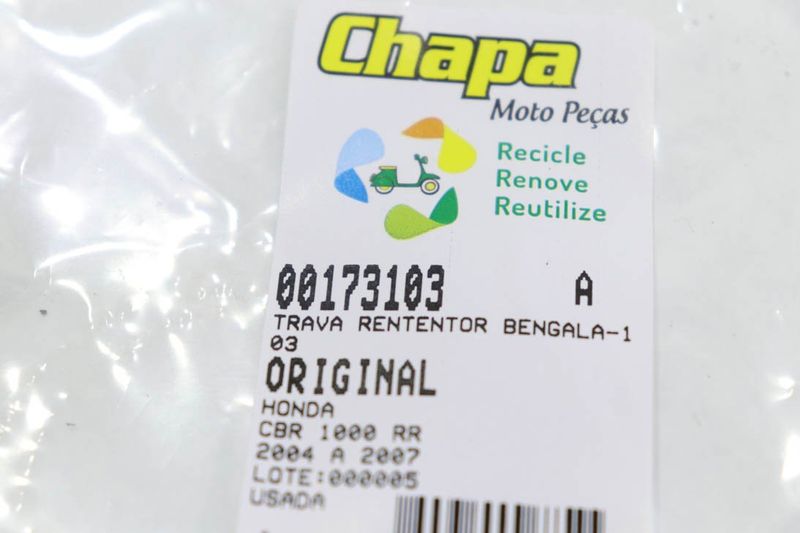 Chapa
Moto Peças
Recicle
Renove
Reutilize
00173103 A
TRAVA RENTENTOR BENGALA-1
03
ORIGINAL
HONDA
CBR 1000 RR
2004 A 2007
LOTE:000005
USADA